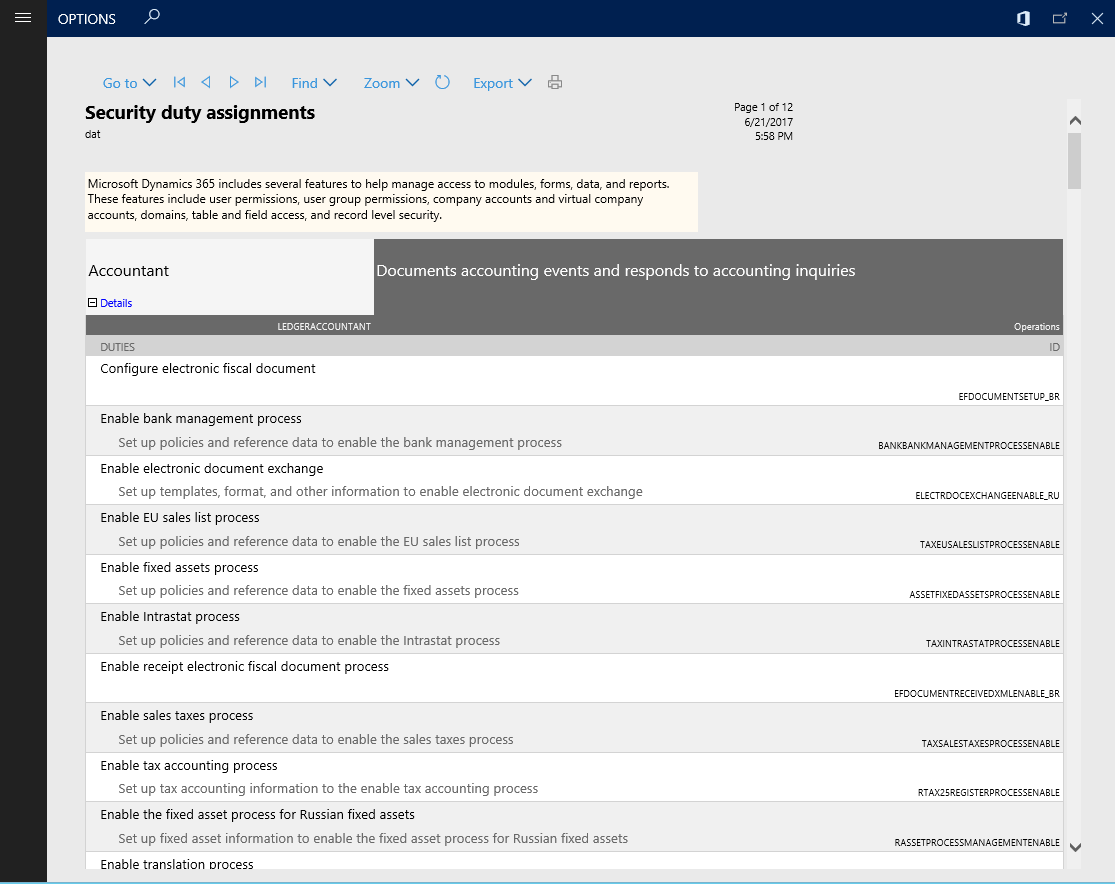 OPTIONS
Go to
Find
Zoom
Export
Security duty assignments
dat
Page 1 of 12
6/21/2017
5:58 PM
Microsoft Dynamics 365 includes several features to help manage access to modules, forms, data, and reports.
These features include user permissions, user group permissions, company accounts and virtual company
accounts, domains, table and field access, and record level security.
Accountant
Documents accounting events and responds to accounting inquiries
Details
LEDGERACCOUNTANT
Operations
DUTIES
ID
Configure electronic fiscal document
EFDOCUMENTSETUP_BR
Enable bank management process
Set up policies and reference data to enable the bank management process
BANKBANKMANAGEMENTPROCESSENABLE
Enable electronic document exchange
Set up templates, format, and other information to enable electronic document exchange
ELECTRDOCEXCHANGEENABLE_RU
Enable EU sales list process
Set up policies and reference data to enable the EU sales list process
TAXEUSALESLISTPROCESSENABLE
Enable fixed assets process
Set up policies and reference data to enable the fixed assets process
ASSETFIXEDASSETSPROCESSENABLE
Enable Intrastat process
Set up policies and reference data to enable the Intrastat process
TAXINTRASTATPROCESSENABLE
Enable receipt electronic fiscal document process
EFDOCUMENTRECEIVEDXMLENABLE_BR
Enable sales taxes process
Set up policies and reference data to enable the sales taxes process
TAXSALESTAXESPROCESSENABLE
Enable tax accounting process
Set up tax accounting information to the enable tax accounting process
RTAX25REGISTERPROCESSENABLE
Enable the fixed asset process for Russian fixed assets
Set up fixed asset information to enable the fixed asset process for Russian fixed assets
RASSETPROCESSMANAGEMENTENABLE
Enable translation process